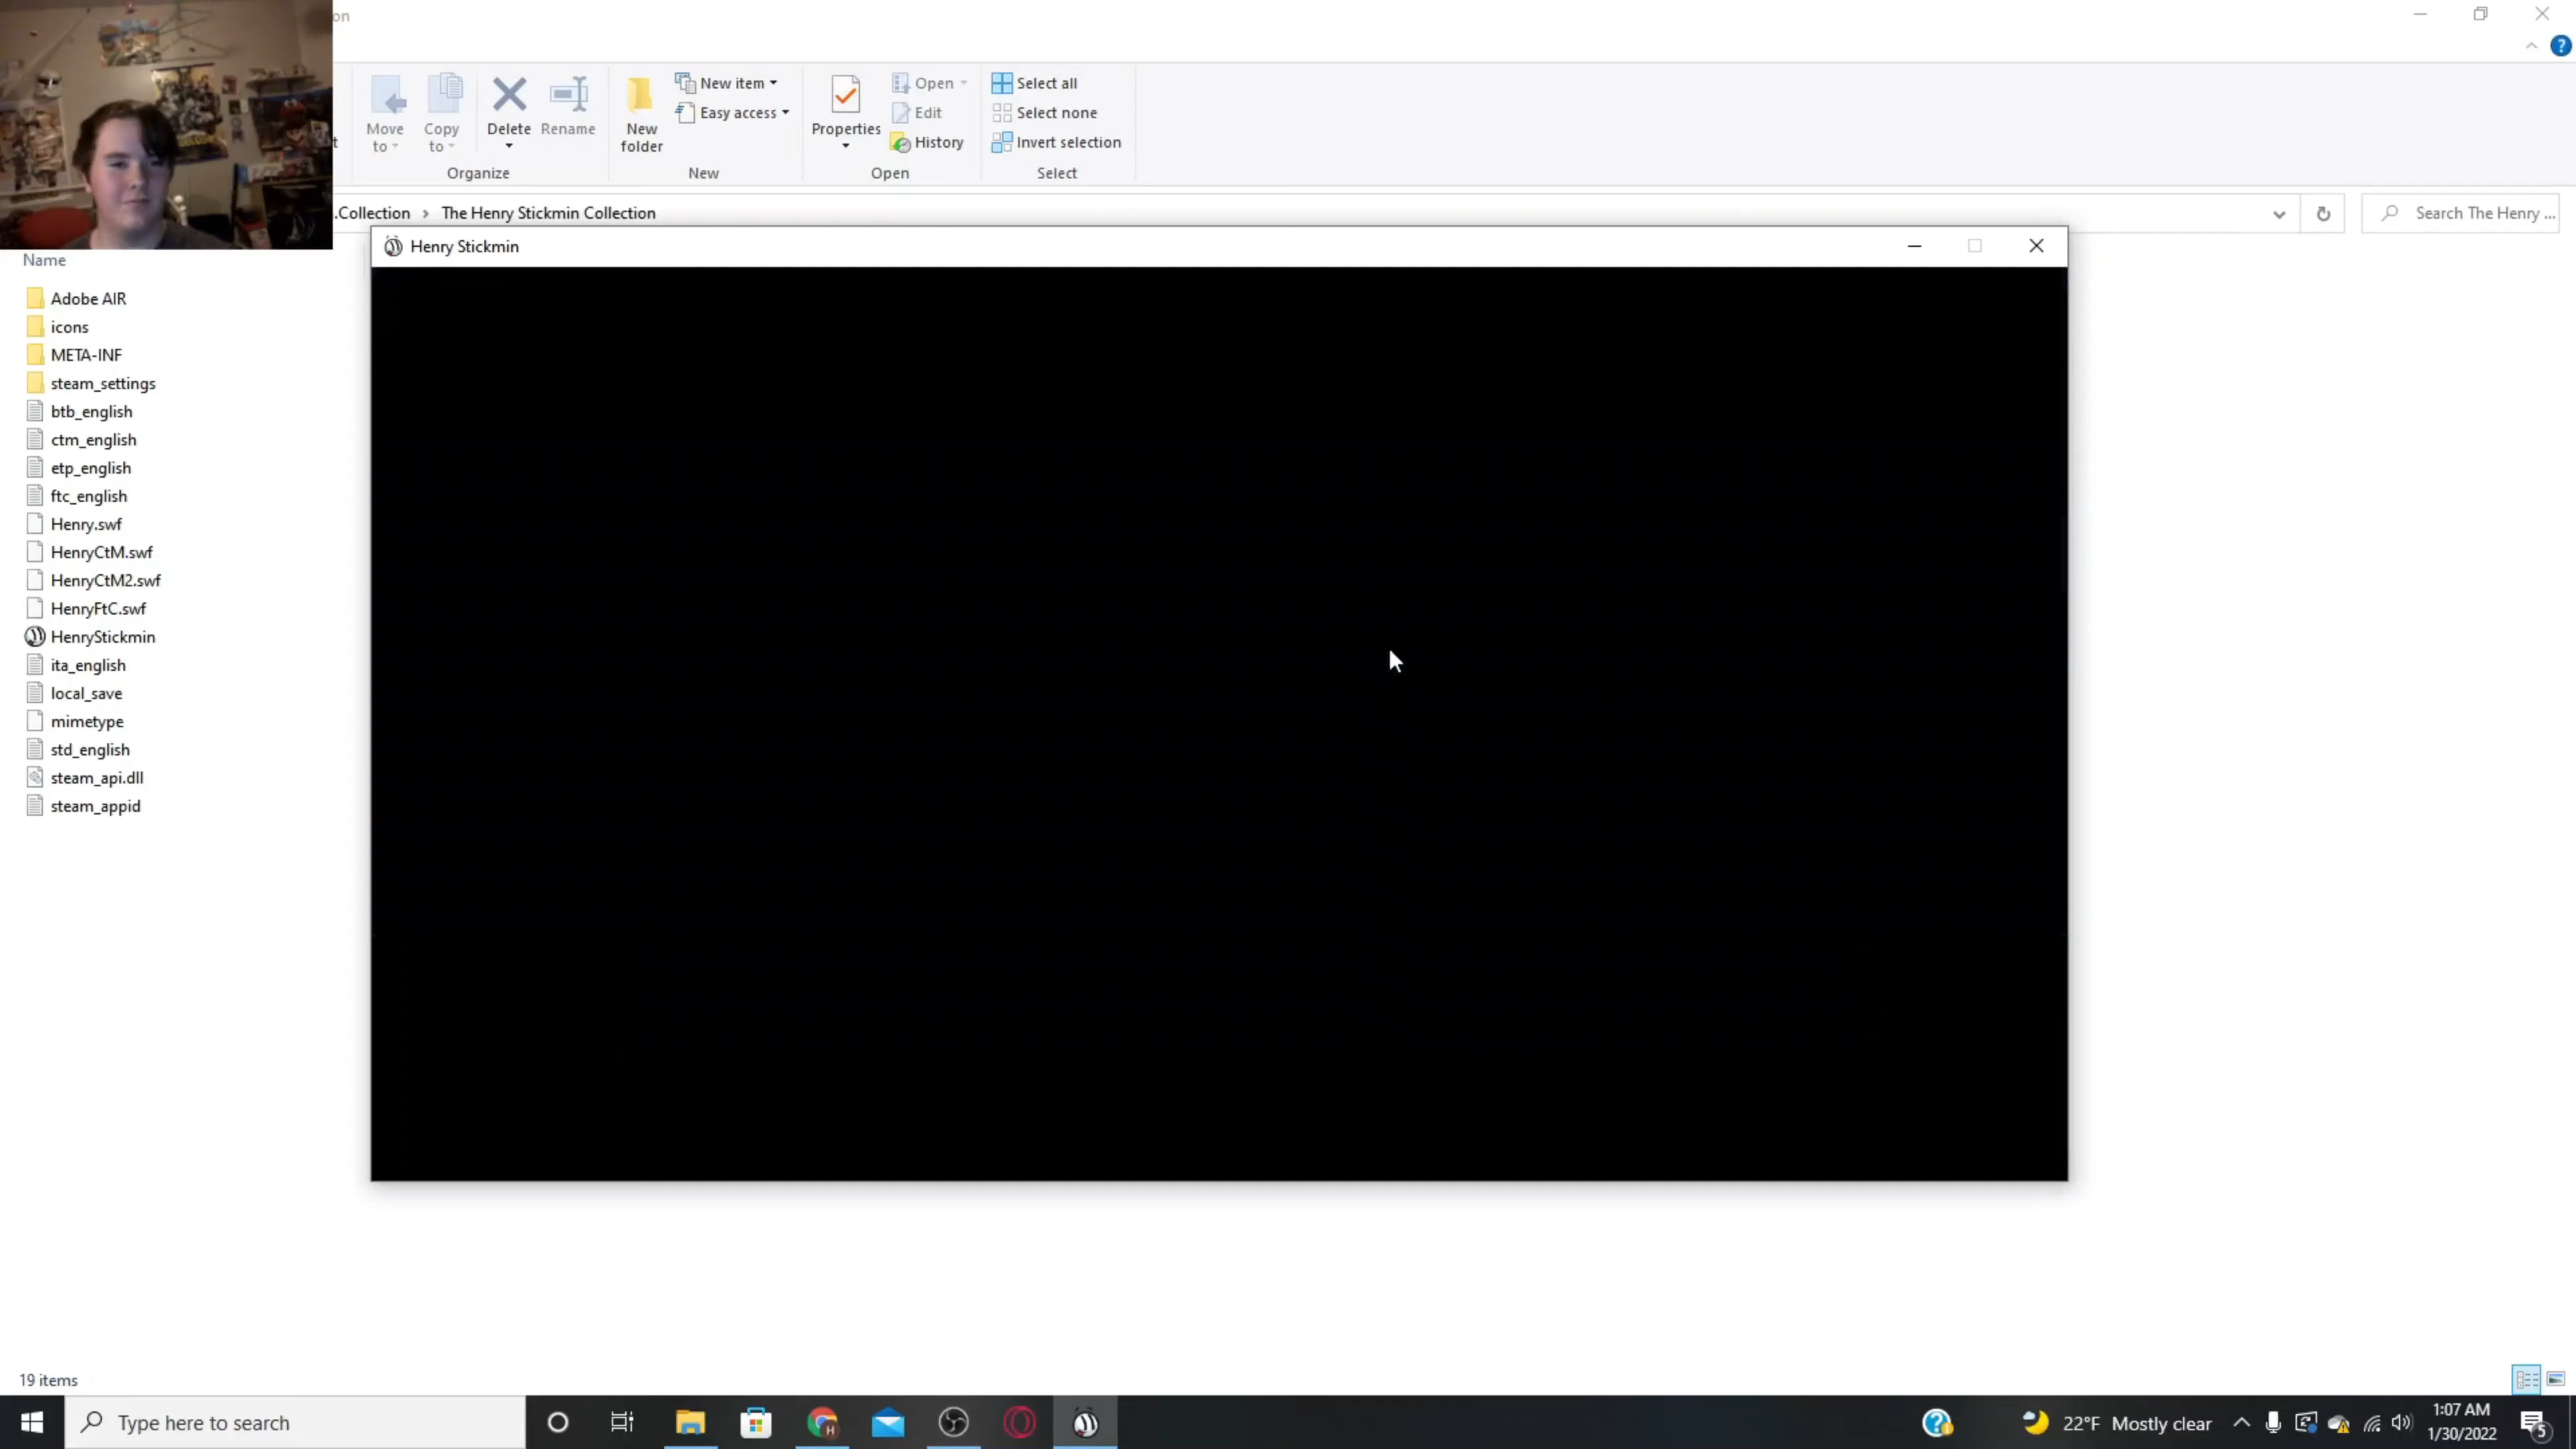 on
Move to
Copy to
Delete
Rename
New folder
New item
Easy access
Properties
Open
Edit
History
Select all
Select none
Invert selection
t
Organize
New
Open
Select
.Collection > The Henry Stickmin Collection
Search The Henry ...
Henry Stickmin
Name
Adobe AIR
icons
META-INF
steam_settings
btb_english
ctm_english
etp_english
ftc_english
Henry.swf
HenryCtM.swf
HenryCtM2.swf
HenryFtC.swf
HenryStickmin
ita_english
local_save
mimetype
std_english
steam_api.dll
steam_appid
19 items
Type here to search
H
22°F Mostly clear
1:07 AM
1/30/2022
5